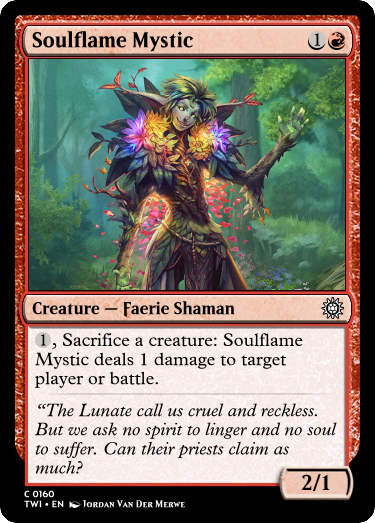 Soulflame Mystic 1
Creature — Faerie Shaman
1, Sacrifice a creature: Soulflame
Mystic deals 1 damage to target
player or battle.
“The Lunate call us cruel and reckless.
But we ask no spirit to linger and no soul
to suffer. Can their priests claim as
much?”
2/1
C 0160
TWI • EN Jordan Van Der Merwe